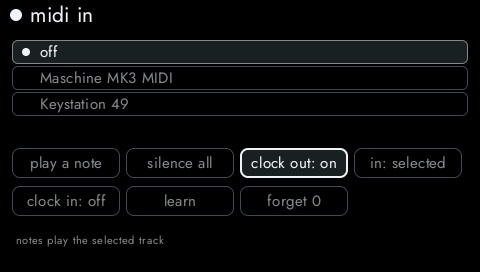 midi in
off
Maschine MK3 MIDI
Keystation 49
play a note silence all clock out: on in: selected
clock in: off learn forget 0
notes play the selected track